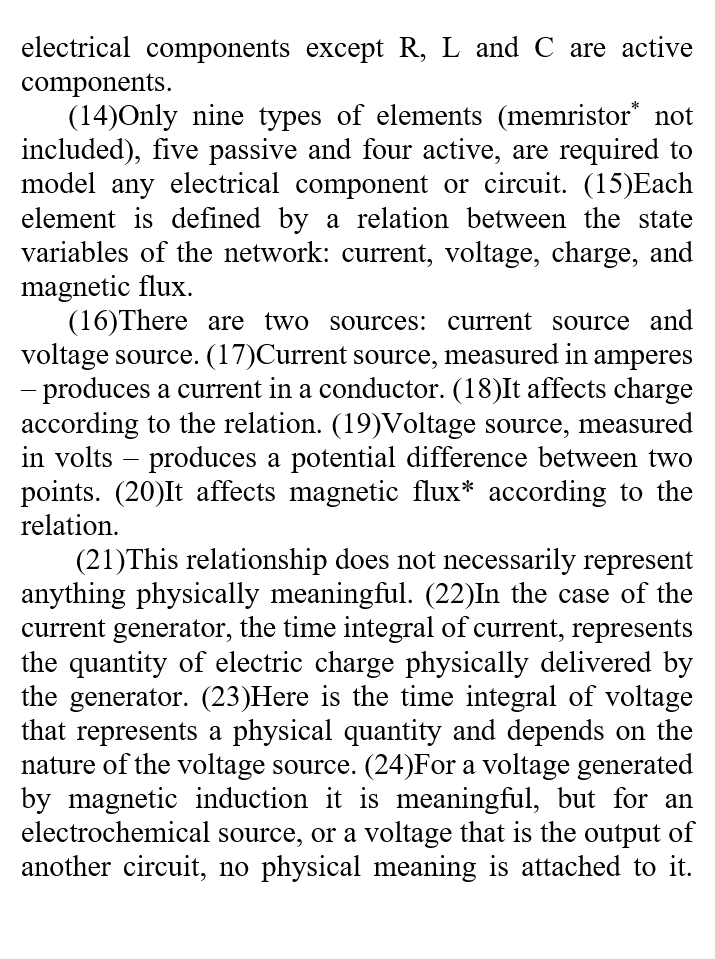 electrical components except R, L and C are active
components.
(14)Only nine types of elements (memristor* not
included), five passive and four active, are required to
model any electrical component or circuit. (15)Each
element is defined by a relation between the state
variables of the network: current, voltage, charge, and
magnetic flux.
(16)There are two sources: current source and
voltage source. (17)Current source, measured in amperes
– produces a current in a conductor. (18)It affects charge
according to the relation. (19)Voltage source, measured
in volts – produces a potential difference between two
points. (20)It affects magnetic flux* according to the
relation.
(21)This relationship does not necessarily represent
anything physically meaningful. (22)In the case of the
current generator, the time integral of current, represents
the quantity of electric charge physically delivered by
the generator. (23)Here is the time integral of voltage
that represents a physical quantity and depends on the
nature of the voltage source. (24)For a voltage generated
by magnetic induction it is meaningful, but for an
electrochemical source, or a voltage that is the output of
another circuit, no physical meaning is attached to it.